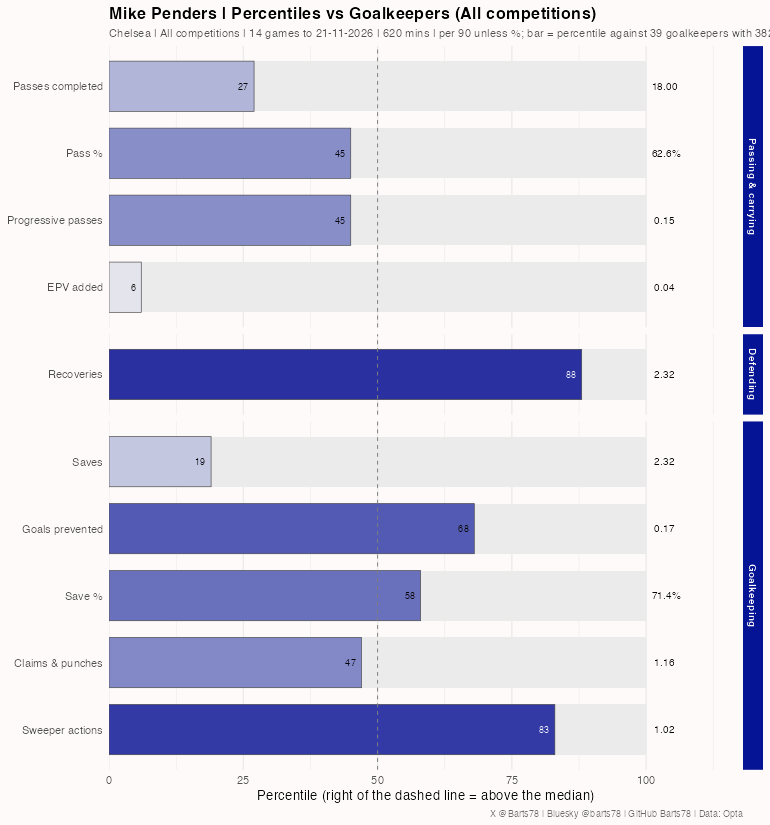 Mike Penders | Percentiles vs Goalkeepers (All competitions)
Chelsea | All competitions | 14 games to 21-11-2026 | 620 mins | per 90 unless %; bar = percentile against 39 goalkeepers with 382
Passes completed 27 18.00
Pass % 45 62.6%
Progressive passes 45 0.15
EPV added 6 0.04
Passing & carrying
Recoveries 88 2.32
Defending
Saves 19 2.32
Goals prevented 68 0.17
Save % 58 71.4%
Claims & punches 47 1.16
Sweeper actions 83 1.02
Goalkeeping
0 25 50 75 100
Percentile (right of the dashed line = above the median)
X @Barts78 | Bluesky @barts78 | GitHub Barts78 | Data: Opta